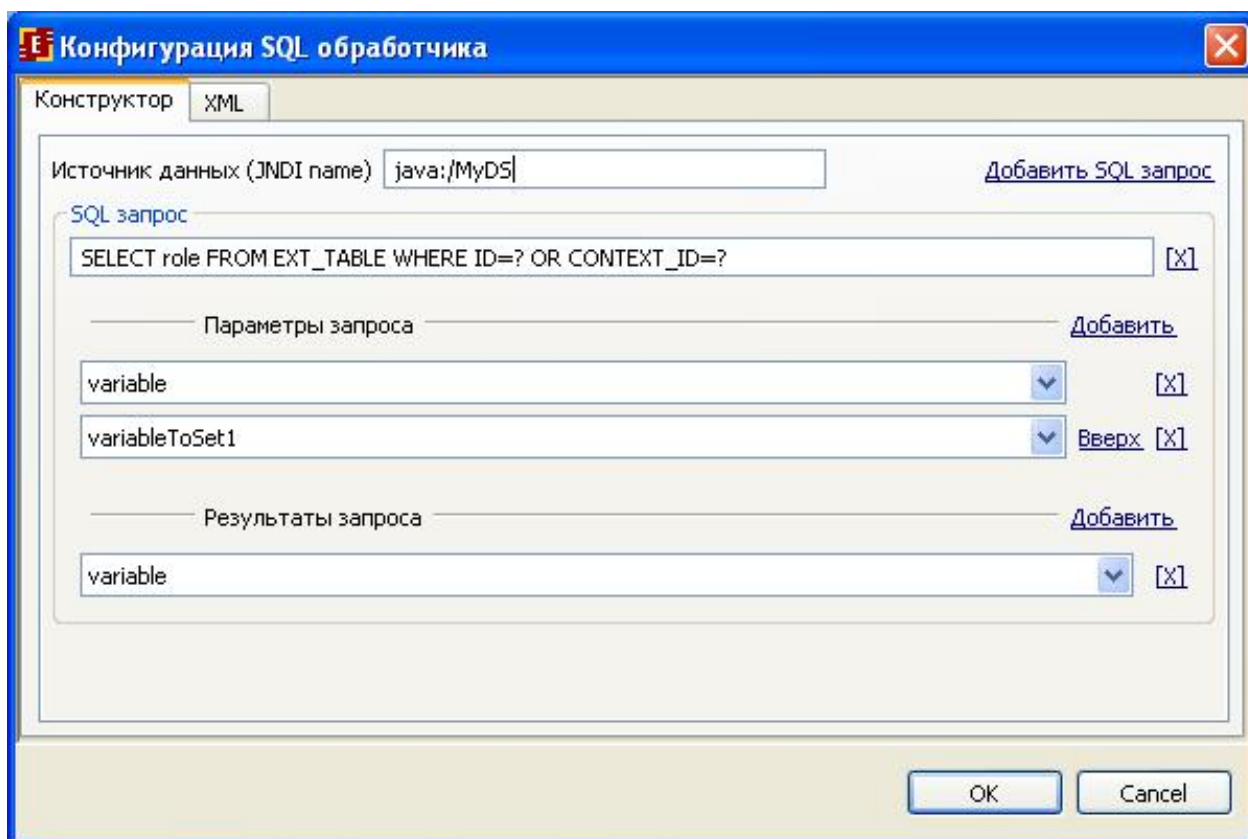 Конфигурация SQL обработчика
Конструктор XML
Источник данных (JNDI name) java:/MyDS Добавить SQL запрос
SQL запрос
SELECT role FROM EXT_TABLE WHERE ID=? OR CONTEXT_ID=? [X]
Параметры запроса Добавить
variable [X]
variableToSet1 Вверх [X]
Результаты запроса Добавить
variable [X]
OK Cancel